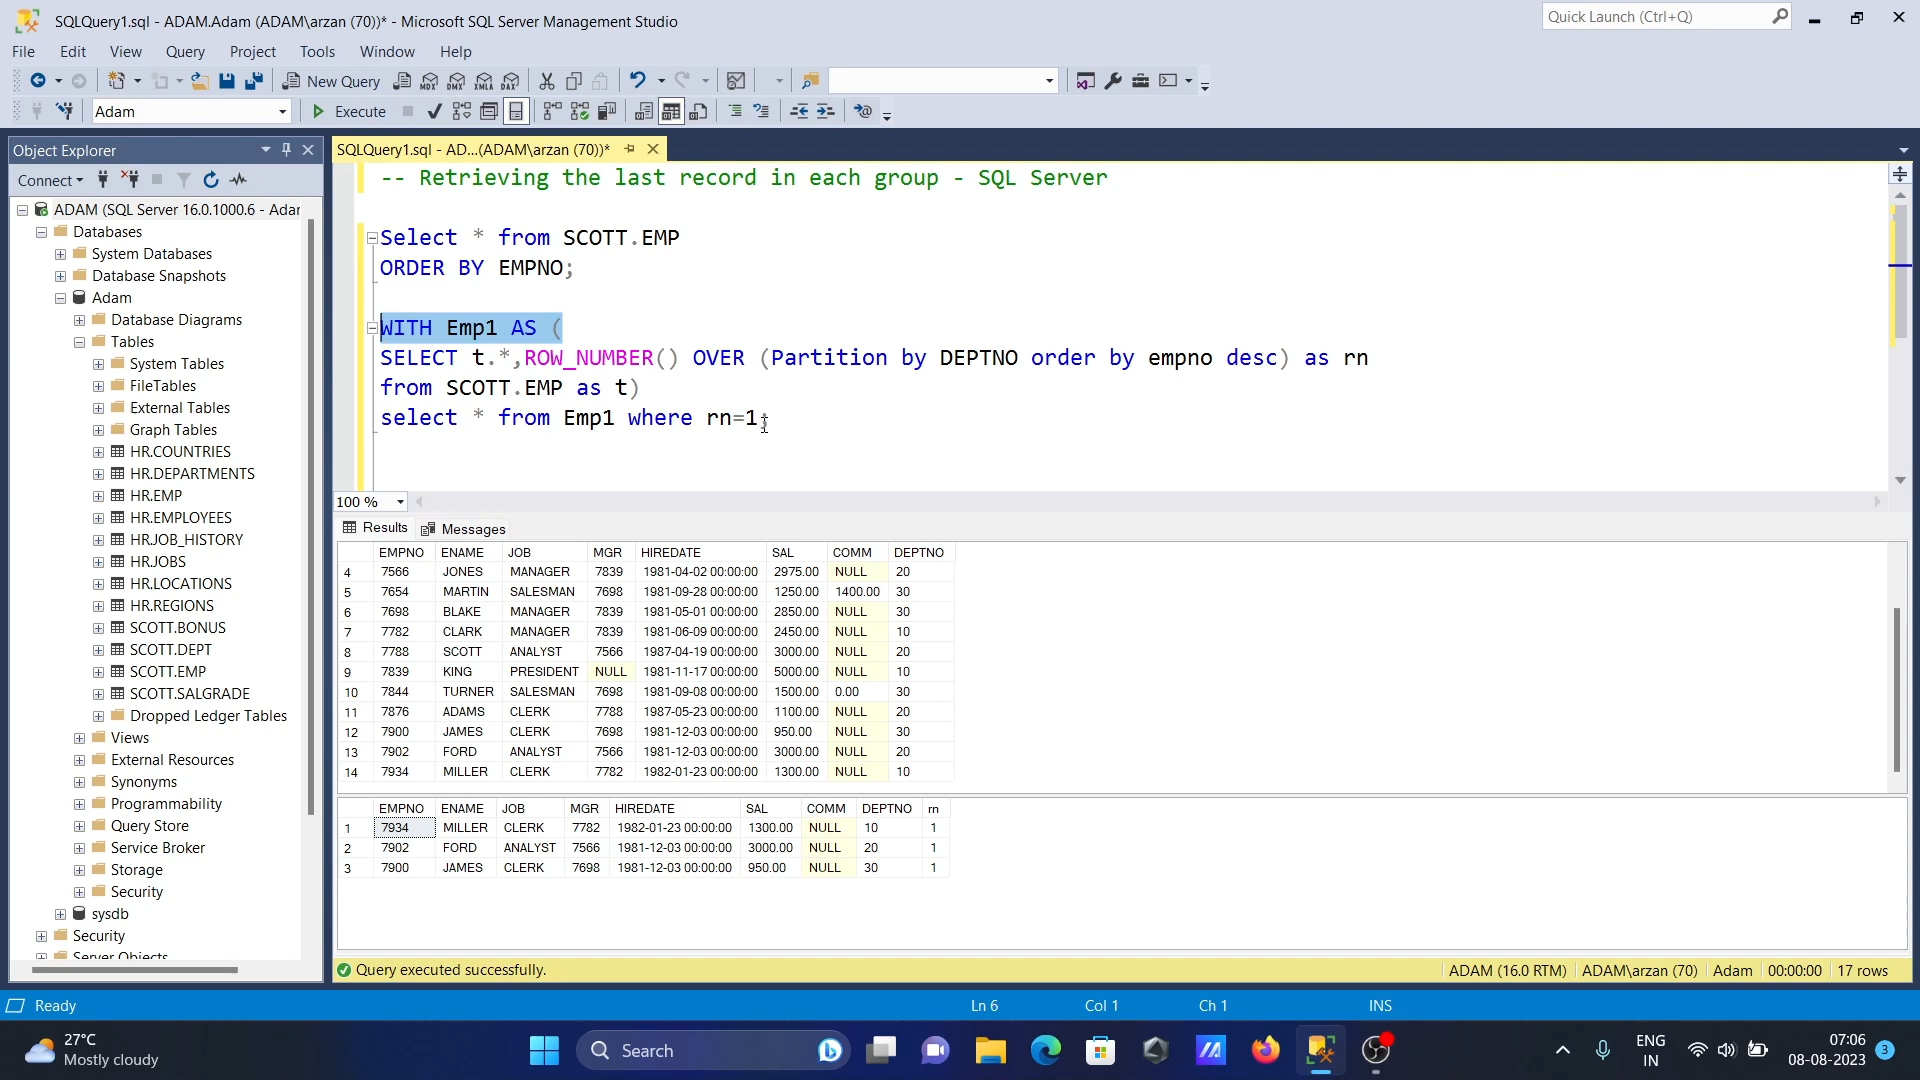 SQLQuery1.sql - ADAM.Adam (ADAM\arzan (70))* - Microsoft SQL Server Management Studio
Quick Launch (Ctrl+Q)
File Edit View Query Project Tools Window Help
New Query MDX DMX XMLA DAX
Adam Execute
Object Explorer
SQLQuery1.sql - AD...(ADAM\arzan (70))*
Connect
ADAM (SQL Server 16.0.1000.6 - Adar
Databases
System Databases
Database Snapshots
Adam
Database Diagrams
Tables
System Tables
FileTables
External Tables
Graph Tables
HR.COUNTRIES
HR.DEPARTMENTS
HR.EMP
HR.EMPLOYEES
HR.JOB_HISTORY
HR.JOBS
HR.LOCATIONS
HR.REGIONS
SCOTT.BONUS
SCOTT.DEPT
SCOTT.EMP
SCOTT.SALGRADE
Dropped Ledger Tables
Views
External Resources
Synonyms
Programmability
Query Store
Service Broker
Storage
Security
sysdb
Security
Server Objects
-- Retrieving the last record in each group - SQL Server
Select * from SCOTT.EMP
ORDER BY EMPNO;
WITH Emp1 AS (
SELECT t.*,ROW_NUMBER() OVER (Partition by DEPTNO order by empno desc) as rn
from SCOTT.EMP as t)
select * from Emp1 where rn=1;
100 %
Results Messages
EMPNO ENAME JOB MGR HIREDATE SAL COMM DEPTNO
4 7566 JONES MANAGER 7839 1981-04-02 00:00:00 2975.00 NULL 20
5 7654 MARTIN SALESMAN 7698 1981-09-28 00:00:00 1250.00 1400.00 30
6 7698 BLAKE MANAGER 7839 1981-05-01 00:00:00 2850.00 NULL 30
7 7782 CLARK MANAGER 7839 1981-06-09 00:00:00 2450.00 NULL 10
8 7788 SCOTT ANALYST 7566 1987-04-19 00:00:00 3000.00 NULL 20
9 7839 KING PRESIDENT NULL 1981-11-17 00:00:00 5000.00 NULL 10
10 7844 TURNER SALESMAN 7698 1981-09-08 00:00:00 1500.00 0.00 30
11 7876 ADAMS CLERK 7788 1987-05-23 00:00:00 1100.00 NULL 20
12 7900 JAMES CLERK 7698 1981-12-03 00:00:00 950.00 NULL 30
13 7902 FORD ANALYST 7566 1981-12-03 00:00:00 3000.00 NULL 20
14 7934 MILLER CLERK 7782 1982-01-23 00:00:00 1300.00 NULL 10
EMPNO ENAME JOB MGR HIREDATE SAL COMM DEPTNO rn
1 7934 MILLER CLERK 7782 1982-01-23 00:00:00 1300.00 NULL 10 1
2 7902 FORD ANALYST 7566 1981-12-03 00:00:00 3000.00 NULL 20 1
3 7900 JAMES CLERK 7698 1981-12-03 00:00:00 950.00 NULL 30 1
Query executed successfully. ADAM (16.0 RTM) ADAM\arzan (70) Adam 00:00:00 17 rows
Ready Ln 6 Col 1 Ch 1 INS
27°C
Mostly cloudy
Search
ENG
IN
07:06
08-08-2023
3